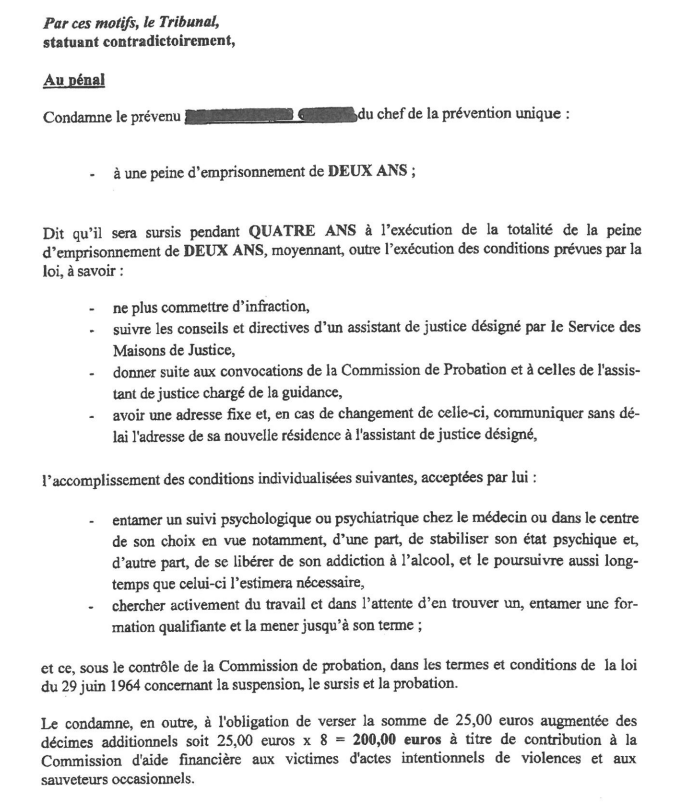 Par ces motifs, le Tribunal,
statuant contradictoirement,
Au pénal
Condamne le prévenu du chef de la prévention unique :
- à une peine d'emprisonnement de DEUX ANS ;
Dit qu'il sera sursis pendant QUATRE ANS à l'exécution de la totalité de la peine
d'emprisonnement de DEUX ANS, moyennant, outre l'exécution des conditions prévues par la
loi, à savoir :
- ne plus commettre d'infraction,
- suivre les conseils et directives d'un assistant de justice désigné par le Service des
Maisons de Justice,
- donner suite aux convocations de la Commission de Probation et à celles de l'assis-
tant de justice chargé de la guidance,
- avoir une adresse fixe et, en cas de changement de celle-ci, communiquer sans dé-
lai l'adresse de sa nouvelle résidence à l'assistant de justice désigné,
l'accomplissement des conditions individualisées suivantes, acceptées par lui :
- entamer un suivi psychologique ou psychiatrique chez le médecin ou dans le centre
de son choix en vue notamment, d'une part, de stabiliser son état psychique et,
d'autre part, de se libérer de son addiction à l'alcool, et le poursuivre aussi long-
temps que celui-ci l'estimera nécessaire,
- chercher activement du travail et dans l'attente d'en trouver un, entamer une for-
mation qualifiante et la mener jusqu'à son terme ;
et ce, sous le contrôle de la Commission de probation, dans les termes et conditions de la loi
du 29 juin 1964 concernant la suspension, le sursis et la probation.
Le condamne, en outre, à l'obligation de verser la somme de 25,00 euros augmentée des
décimes additionnels soit 25,00 euros x 8 = 200,00 euros à titre de contribution à la
Commission d'aide financière aux victimes d'actes intentionnels de violences et aux
sauveteurs occasionnels.